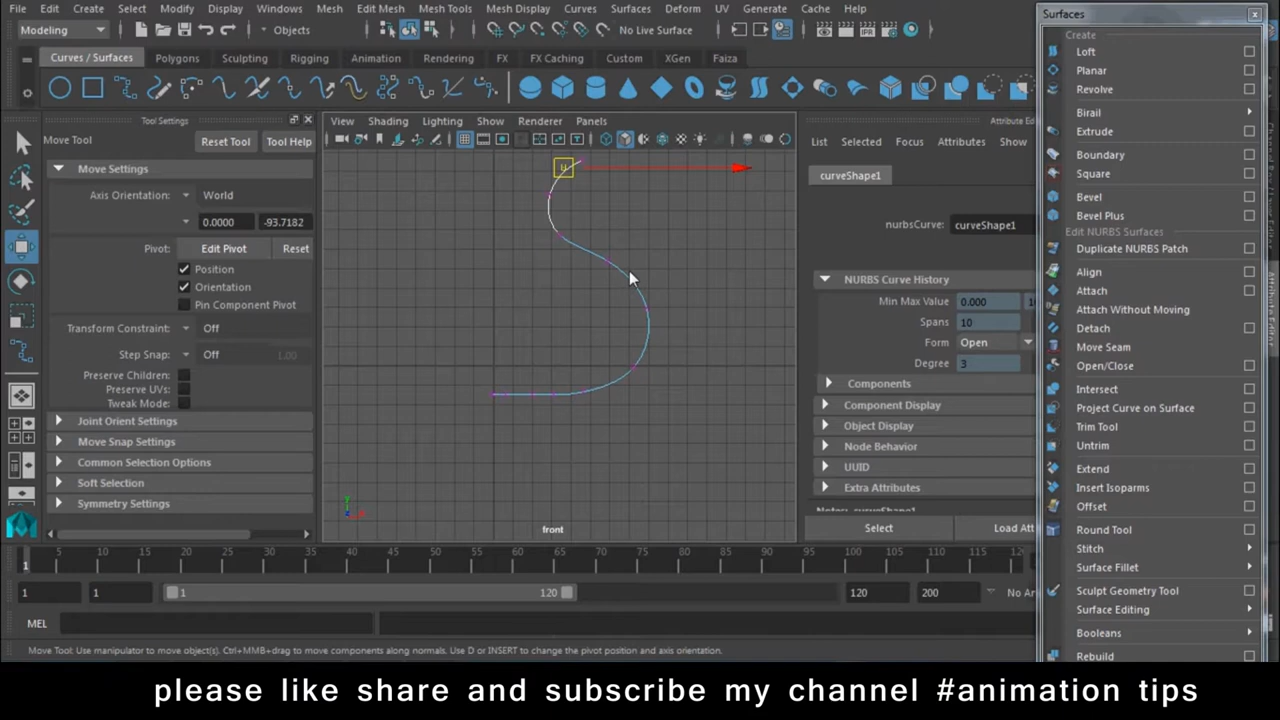 File Edit Create Select Modify Display Windows Mesh Edit Mesh Mesh Tools Mesh Display Curves Surfaces Deform UV Generate Cache Help
Modeling Objects No Live Surface
Curves / Surfaces Polygons Sculpting Rigging Animation Rendering FX FX Caching Custom XGen Faiza
Tool Settings
Move Tool Reset Tool Tool Help
Move Settings
Axis Orientation: World
0.0000 -93.7182
Pivot: Edit Pivot Reset
Position
Orientation
Pin Component Pivot
Transform Constraint: Off
Step Snap: Off 1.00
Preserve Children:
Preserve UVs:
Tweak Mode:
Joint Orient Settings
Move Snap Settings
Common Selection Options
Soft Selection
Symmetry Settings
View Shading Lighting Show Renderer Panels
U
y
front
Attribute
List Selected Focus Attributes Show
curveShape1
nurbsCurve: curveShape1
NURBS Curve History
Min Max Value 0.000
Spans 10
Form Open
Degree 3
Components
Component Display
Object Display
Node Behavior
UUID
Extra Attributes
Notes: curveShape1
Select Load Att
Surfaces x
Create
Loft
Planar
Revolve
Birail
Extrude
Boundary
Square
Bevel
Bevel Plus
Edit NURBS Surfaces
Duplicate NURBS Patch
Align
Attach
Attach Without Moving
Detach
Move Seam
Open/Close
Intersect
Project Curve on Surface
Trim Tool
Untrim
Extend
Insert Isoparms
Offset
Round Tool
Stitch
Surface Fillet
Sculpt Geometry Tool
Surface Editing
Booleans
Rebuild
5 10 15 20 25 30 35 40 45 50 55 60 65 70 75 80 85 90 95 100 105 110 115 12
1
1 1 1 120 120 200 No An
MEL
Move Tool: Use manipulator to move object(s). Ctrl+MMB+drag to move components along normals. Use D or INSERT to change the pivot position and axis orientation.
please like share and subscribe my channel #animation tips